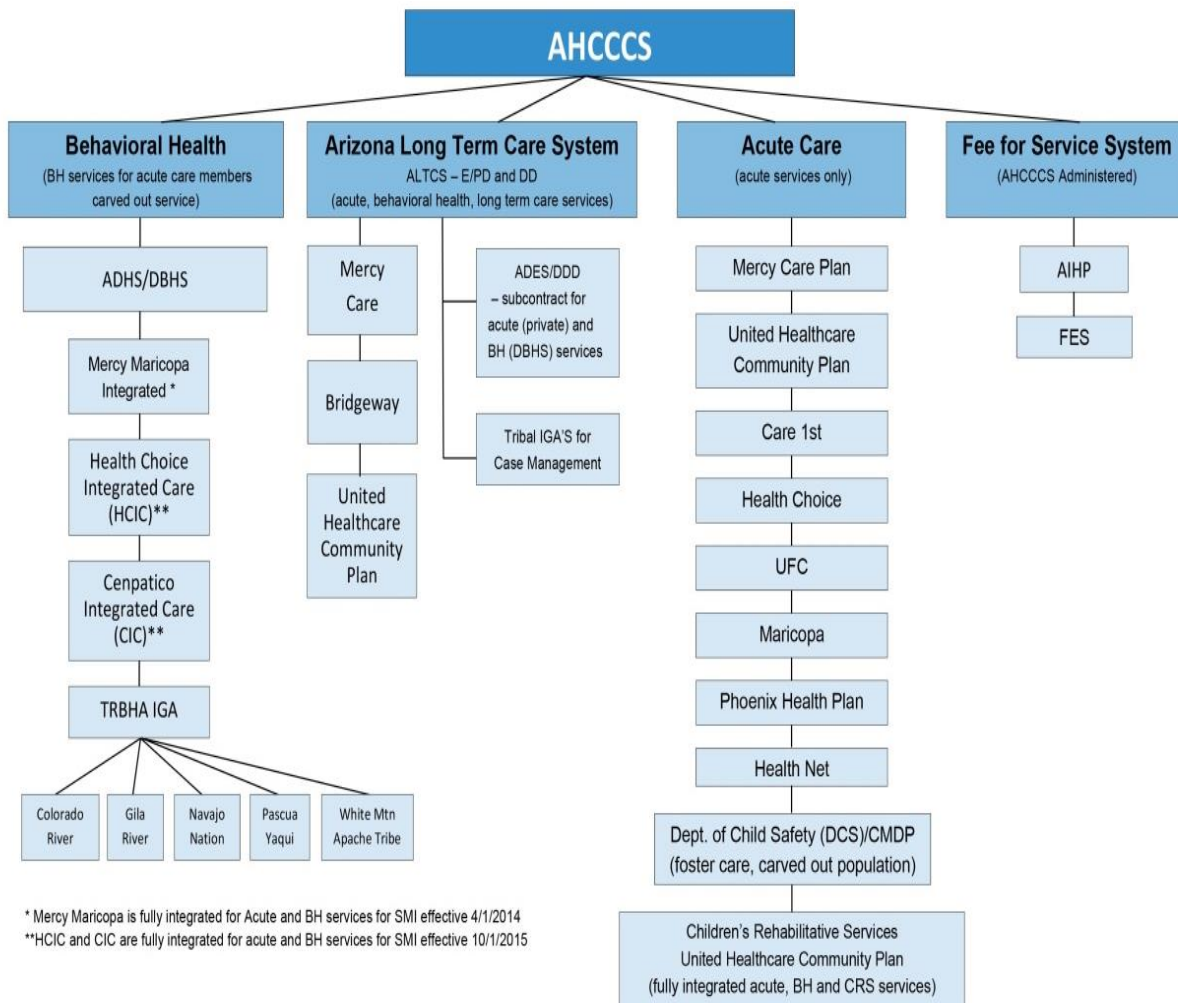 AHCCCS
Behavioral Health
(BH services for acute care members
carved out service)
ADHS/DBHS
Mercy Maricopa
Integrated *
Health Choice
Integrated Care
(HCIC)**
Cenpatico
Integrated Care
(CIC)**
TRBHA IGA
Colorado
River
Gila
River
Navajo
Nation
Pascua
Yaqui
White Mtn
Apache Tribe
Arizona Long Term Care System
ALTCS – E/PD and DD
(acute, behavioral health, long term care services)
Mercy
Care
Bridgeway
United
Healthcare
Community
Plan
ADES/DDD
– subcontract for
acute (private) and
BH (DBHS) services
Tribal IGA'S for
Case Management
Acute Care
(acute services only)
Mercy Care Plan
United Healthcare
Community Plan
Care 1st
Health Choice
UFC
Maricopa
Phoenix Health Plan
Health Net
Dept. of Child Safety (DCS)/CMDP
(foster care, carved out population)
Children's Rehabilitative Services
United Healthcare Community Plan
(fully integrated acute, BH and CRS services)
Fee for Service System
(AHCCCS Administered)
AIHP
FES
* Mercy Maricopa is fully integrated for Acute and BH services for SMI effective 4/1/2014
**HCIC and CIC are fully integrated for acute and BH services for SMI effective 10/1/2015